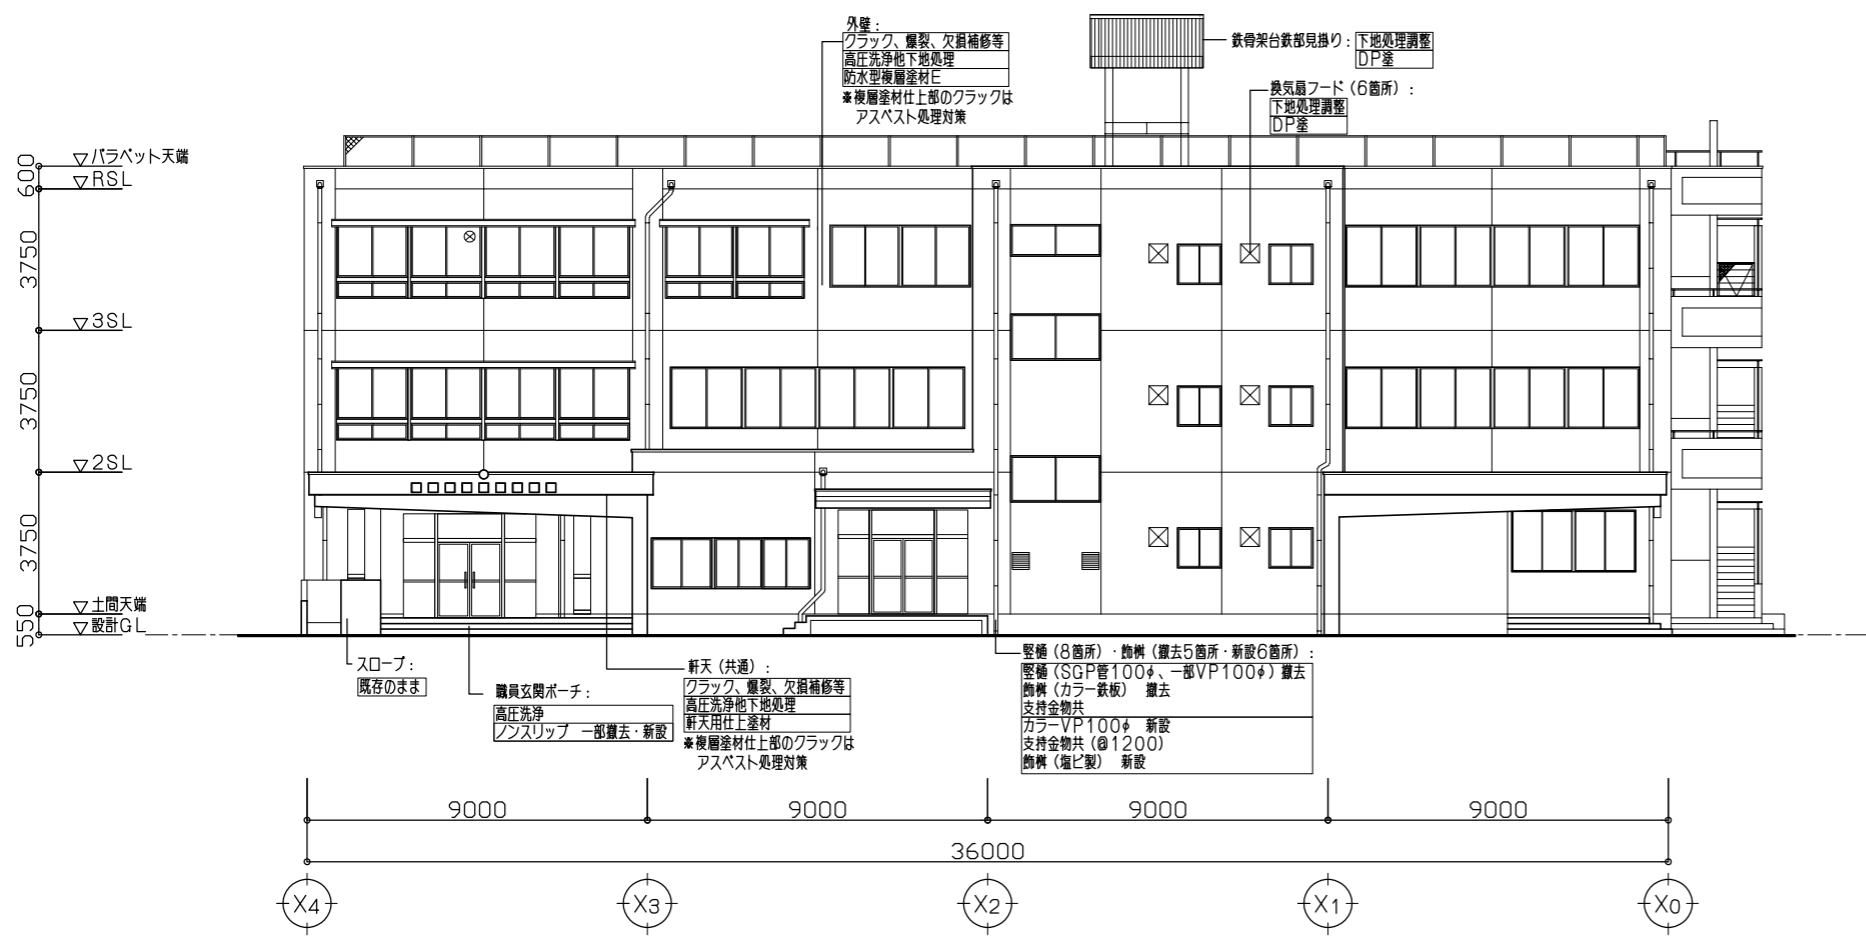 外壁：
クラック、爆裂、欠損補修等
高圧洗浄他下地処理
防水型複層塗材E
※複層塗材仕上部のクラックは
アスベスト処理対策
鉄骨架台鉄部見掛り：
下地処理調整
DP塗
換気扇フード（6箇所）：
下地処理調整
DP塗
▽パラペット天端
▽RSL
▽3SL
▽2SL
▽土間天端
▽設計GL
600
3750
3750
3750
550
スロープ：
既存のまま
職員玄関ポーチ：
高圧洗浄
ノンスリップ　一部撤去・新設
軒天（共通）：
クラック、爆裂、欠損補修等
高圧洗浄他下地処理
軒天用仕上塗材
※複層塗材仕上部のクラックは
アスベスト処理対策
竪樋（8箇所）・飾桝（撤去5箇所・新設6箇所）：
竪樋（SGP管100φ、一部VP100φ）撤去
飾桝（カラー鉄板）　撤去
支持金物共
カラーVP100φ　新設
支持金物共（@1200）
飾桝（塩ビ製）　新設
9000
9000
9000
9000
36000
X4
X3
X2
X1
X0